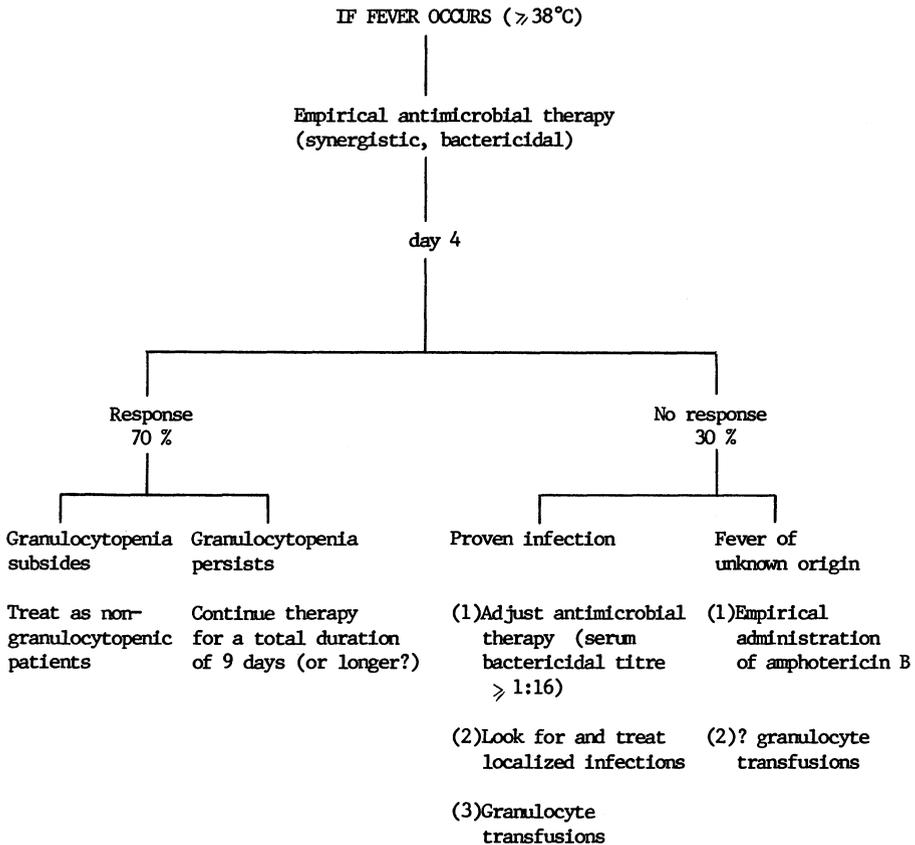 IF FEVER OCCURS (⩾38°C)
Empirical antimicrobial therapy
(synergistic, bactericidal)
day 4
Response
70 %
No response
30 %
Granulocytopenia
subsides
Treat as non-
granulocytopenic
patients
Granulocytopenia
persists
Continue therapy
for a total duration
of 9 days (or longer?)
Proven infection
(1)Adjust antimicrobial
therapy (serum
bactericidal titre
⩾ 1:16)
(2)Look for and treat
localized infections
(3)Granulocyte
transfusions
Fever of
unknown origin
(1)Empirical
administration
of amphotericin B
(2)? granulocyte
transfusions